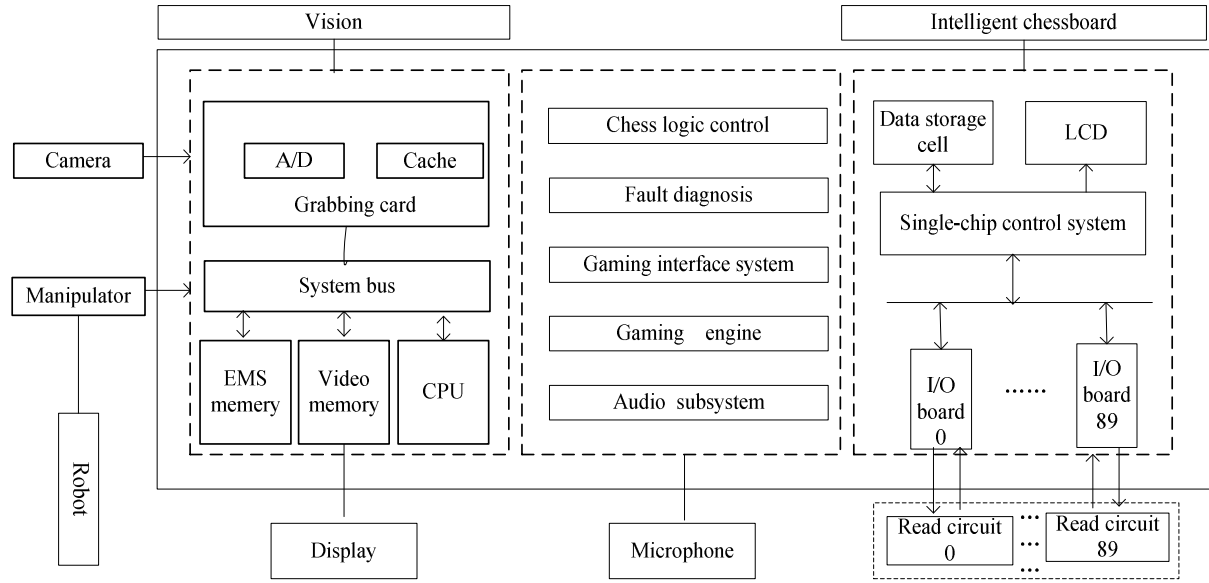 Vision
Intelligent chessboard
Camera
Manipulator
Robot
A/D
Cache
Grabbing card
System bus
EMS
memery
Video
memory
CPU
Display
Chess logic control
Fault diagnosis
Gaming interface system
Gaming engine
Audio subsystem
Microphone
Data storage
cell
LCD
Single-chip control system
I/O
board
0
......
I/O
board
89
Read circuit
0
...
...
...
Read circuit
89